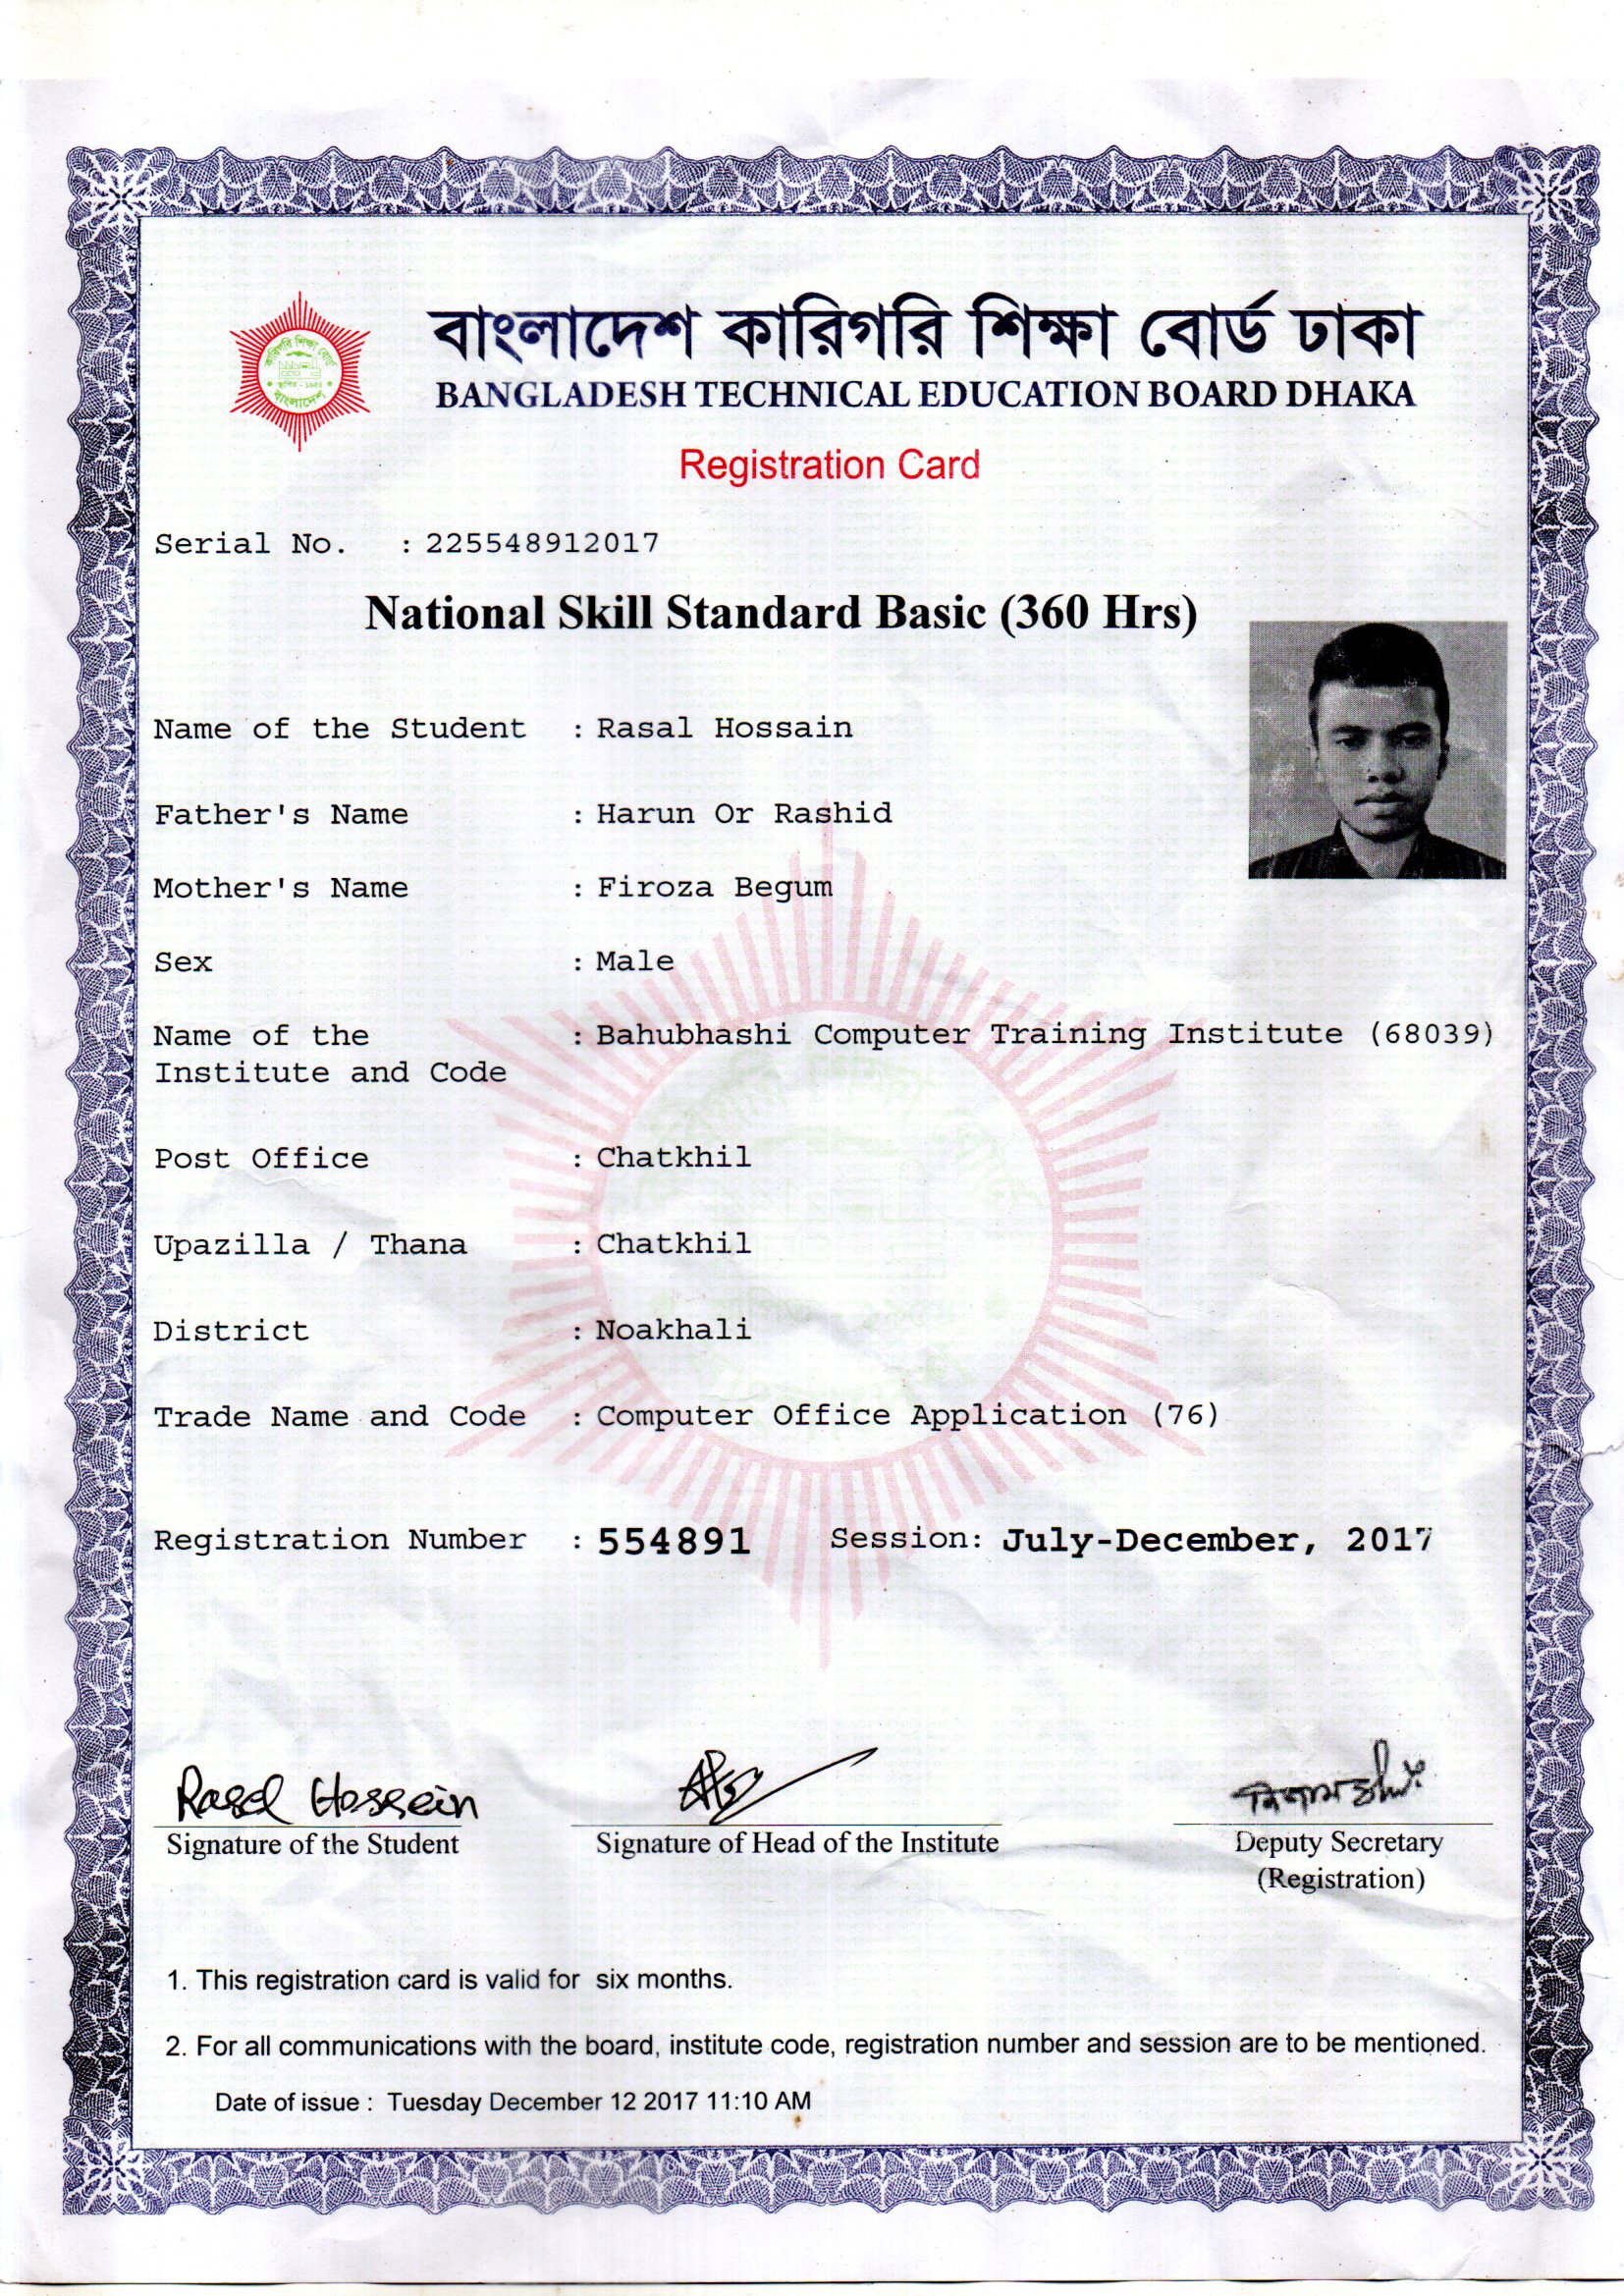 বাংলাদেশ কারিগরি শিক্ষা বোর্ড ঢাকা
BANGLADESH TECHNICAL EDUCATION BOARD DHAKA
কারিগরি শিক্ষা বোর্ড
বাংলাদেশ
Registration Card
Serial No. : 225548912017
National Skill Standard Basic (360 Hrs)
Name of the Student : Rasal Hossain
Father's Name : Harun Or Rashid
Mother's Name : Firoza Begum
Sex : Male
Name of the : Bahubhashi Computer Training Institute (68039)
Institute and Code
Post Office : Chatkhil
Upazilla / Thana : Chatkhil
District : Noakhali
Trade Name and Code : Computer Office Application (76)
Registration Number : 554891 Session: July-December, 2017
Rasel Hossein
Signature of the Student Signature of Head of the Institute Deputy Secretary
(Registration)
1. This registration card is valid for six months.
2. For all communications with the board, institute code, registration number and session are to be mentioned.
Date of issue : Tuesday December 12 2017 11:10 AM